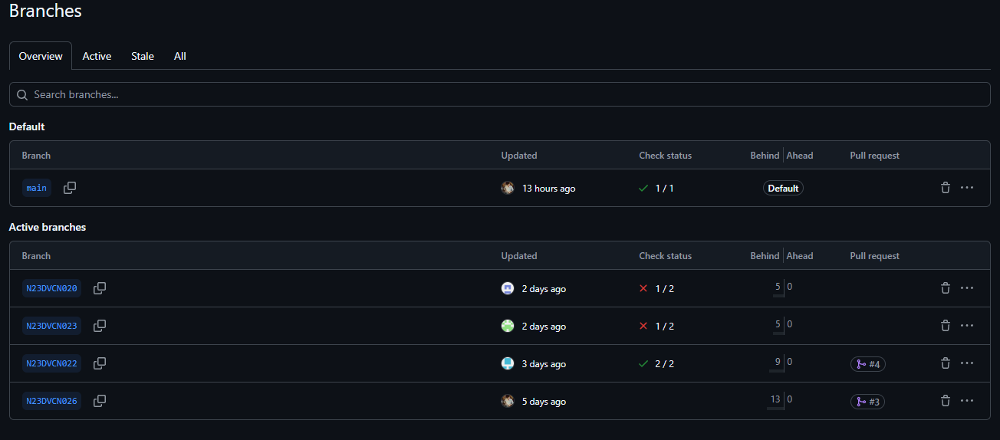 Branches
Overview Active Stale All
Search branches...
Default
Branch Updated Check status Behind Ahead Pull request
main 13 hours ago 1 / 1 Default
Active branches
Branch Updated Check status Behind Ahead Pull request
N23DVCN020 2 days ago 1 / 2 5 0
N23DVCN023 2 days ago 1 / 2 5 0
N23DVCN022 3 days ago 2 / 2 9 0 #4
N23DVCN026 5 days ago 13 0 #3